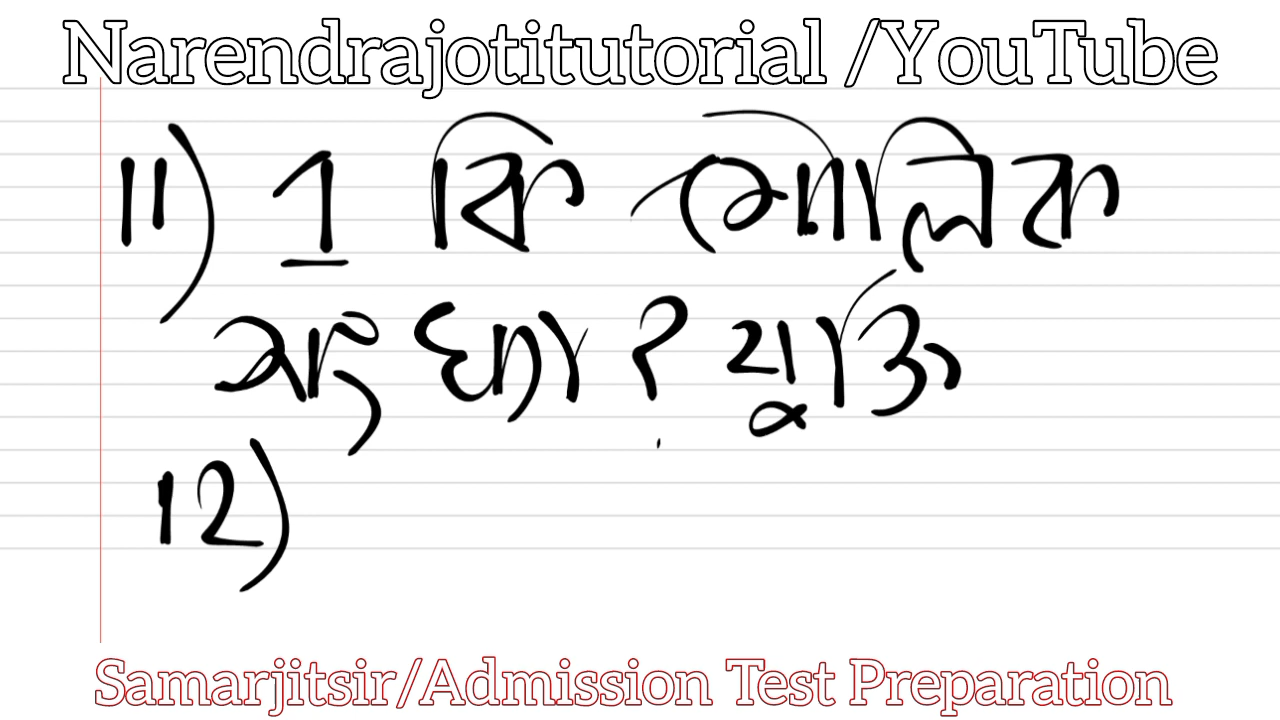 Narendrajotitutorial /YouTube
11) 1 কি মৌলিক
সংখ্যা ? যুক্তি
12)
Samarjitsir/Admission Test Preparation